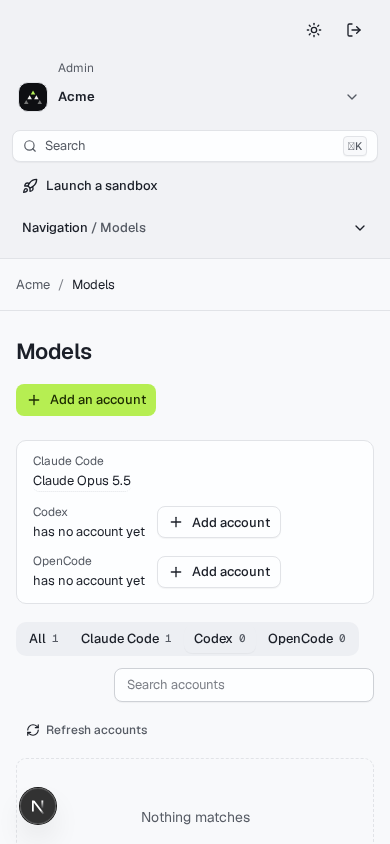 Admin
Acme
Search
K
Launch a sandbox
Navigation / Models
Acme / Models
Models
Add an account
Claude Code
Claude Opus 5.5
Codex
has no account yet
Add account
OpenCode
has no account yet
Add account
All 1 Claude Code 1 Codex 0 OpenCode 0
Search accounts
Refresh accounts
Nothing matches
N